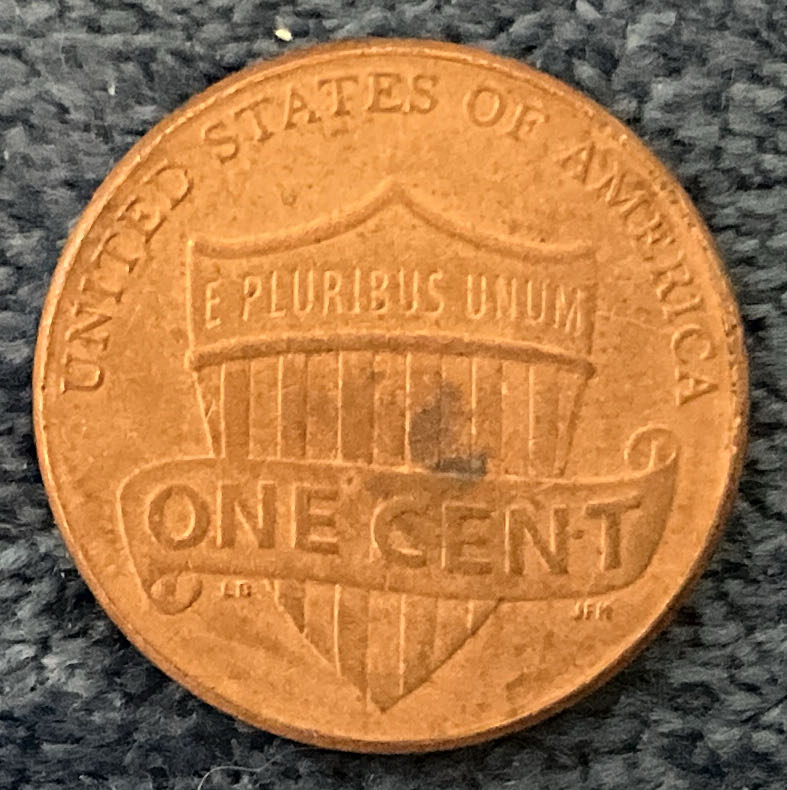 UNITED STATES OF AMERICA
E PLURIBUS UNUM
ONE CENT
LB
JFM